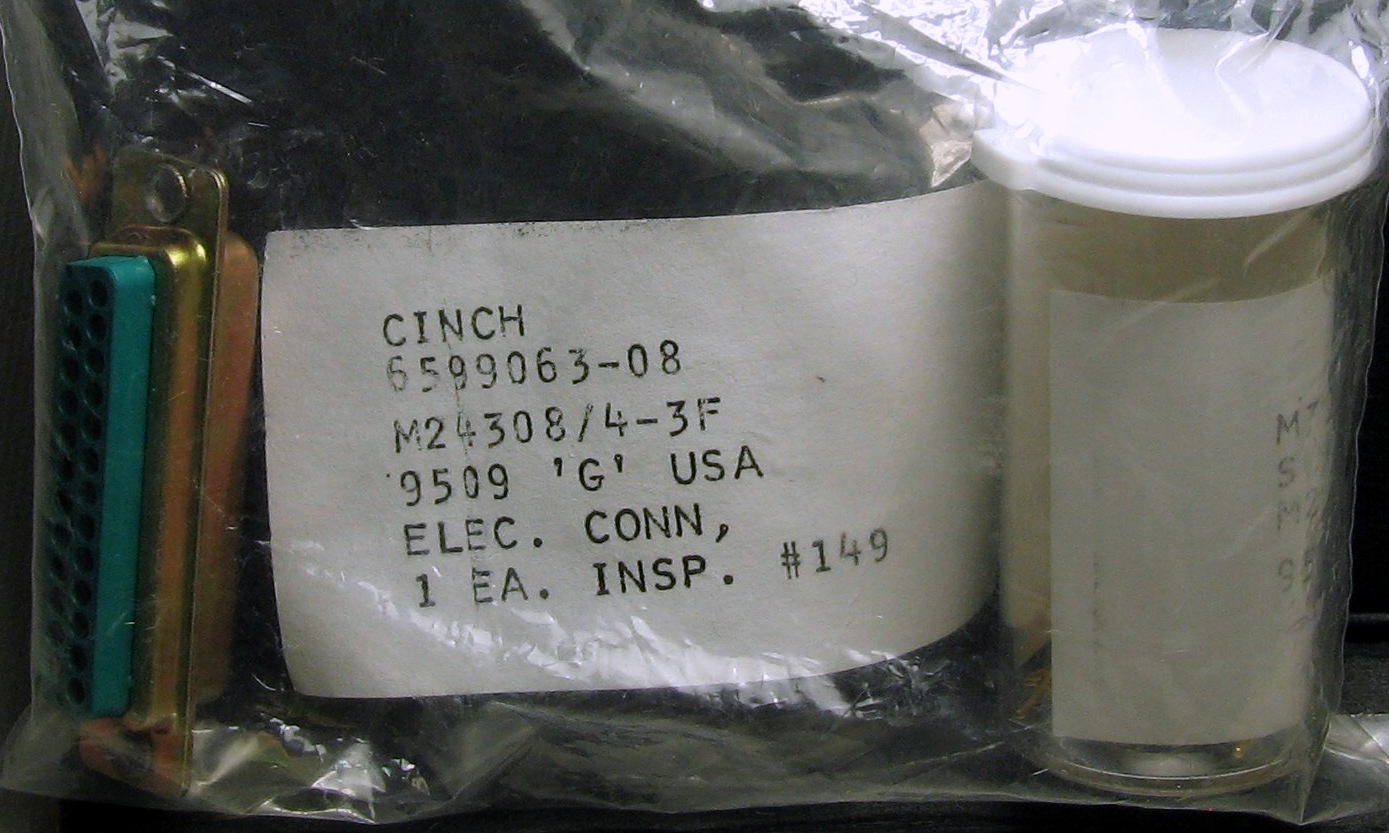 CINCH
6599063-08
M24308/4-3F
9509 'G' USA
ELEC. CONN,
1 EA. INSP. #149